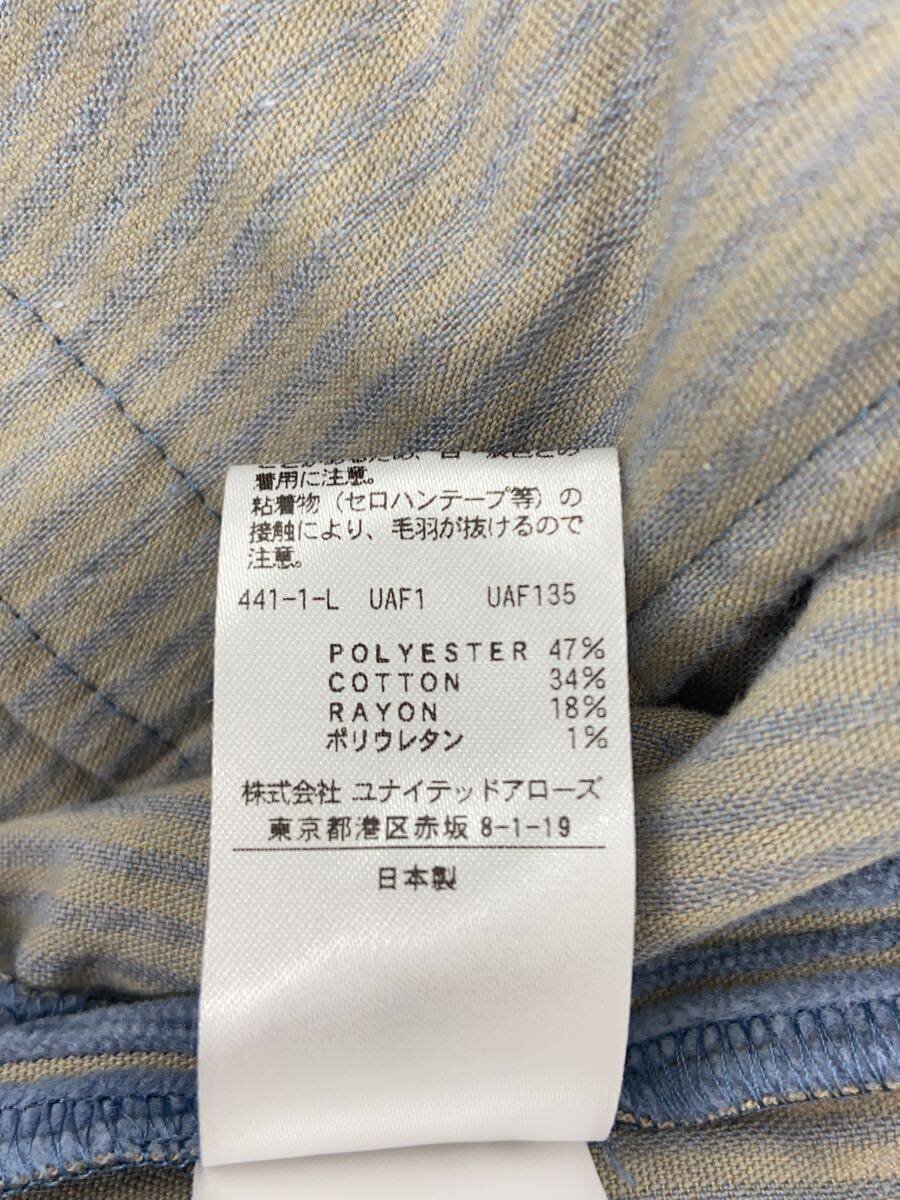 着用に注意。
粘着物（セロハンテープ等）の
接触により、毛羽が抜けるので
注意。
441-1-L UAF1 UAF135
POLYESTER 47%
COTTON 34%
RAYON 18%
ポリウレタン 1%
株式会社 ユナイテッドアローズ
東京都港区赤坂 8-1-19
日本製